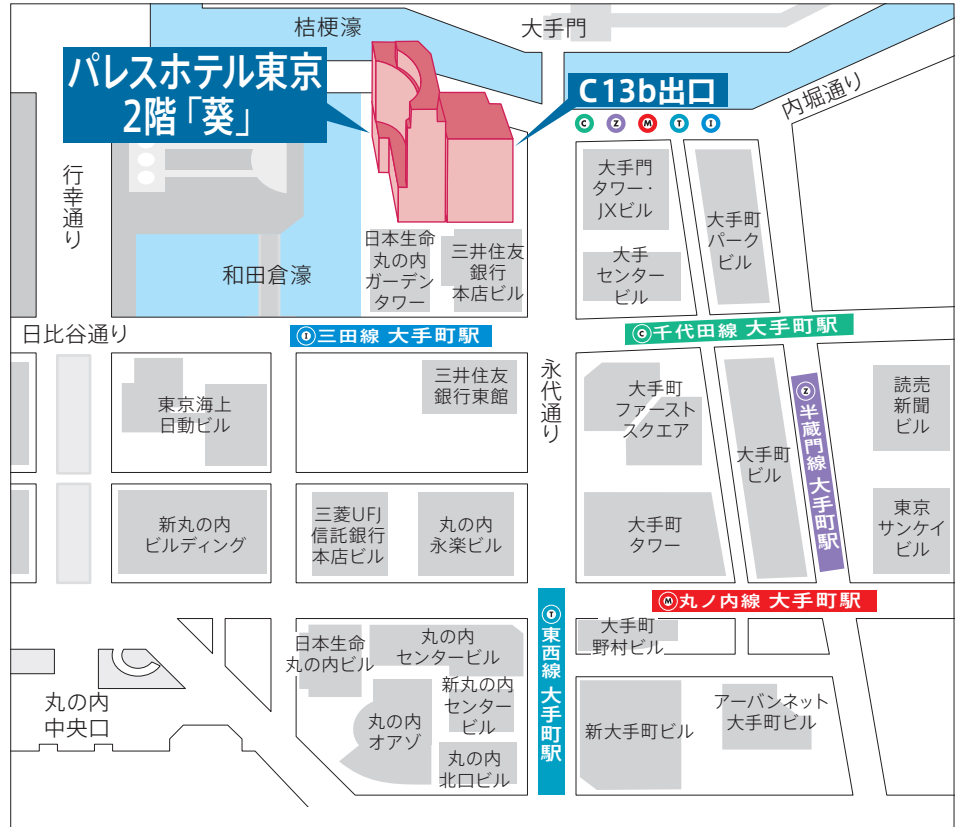 桔梗濠
大手門
パレスホテル東京
2階「葵」
C13b出口
内堀通り
C Z M T I
行幸通り
大手門
タワー・
JXビル
大手町
パーク
ビル
日本生命
丸の内
ガーデン
タワー
三井住友
銀行
本店ビル
大手
センター
ビル
和田倉濠
日比谷通り
I三田線 大手町駅
C千代田線 大手町駅
三井住友
銀行東館
永代通り
東京海上
日動ビル
大手町
ファースト
スクエア
大手町
ビル
Z半蔵門線 大手町駅
読売
新聞
ビル
新丸の内
ビルディング
三菱UFJ
信託銀行
本店ビル
丸の内
永楽ビル
大手町
タワー
東京
サンケイ
ビル
M丸ノ内線 大手町駅
T東西線 大手町駅
日本生命
丸の内ビル
丸の内
センタービル
大手町
野村ビル
新丸の内
センター
ビル
丸の内
中央口
丸の内
オアゾ
新大手町ビル
アーバンネット
大手町ビル
丸の内
北口ビル